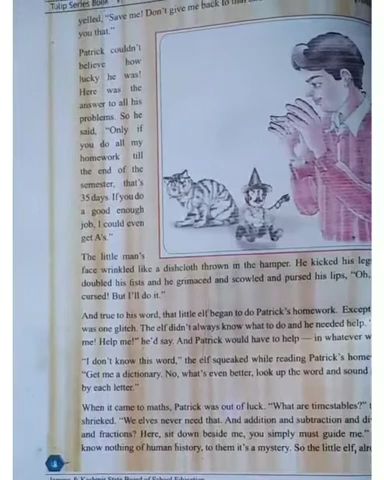 Tulip Series Book
yelled, "Save me! Don't give me back to
you that."
Patrick couldn't
believe how
lucky he was!
Here was the
answer to all his
problems. So he
said, "Only if
you do all my
homework till
the end of the
semester, that's
35 days. If you do
a good enough
job, I could even
get A's."
The little man's
face wrinkled like a dishcloth thrown in the hamper. He kicked his leg
doubled his fists and he grimaced and scowled and pursed his lips, "Oh,
cursed! But I'll do it."
And true to his word, that little elf began to do Patrick's homework. Except
was one glitch. The elf didn't always know what to do and he needed help.
me! Help me!" he'd say. And Patrick would have to help — in whatever w
"I don't know this word," the elf squeaked while reading Patrick's home
"Get me a dictionary. No, what's even better, look up the word and sound
by each letter."
When it came to maths, Patrick was out of luck. "What are timestables?"
shrieked. "We elves never need that. And addition and subtraction and di
and fractions? Here, sit down beside me, you simply must guide me."
know nothing of human history, to them it's a mystery. So the little elf, alr
Jammu & Kashmir State Board of School Education